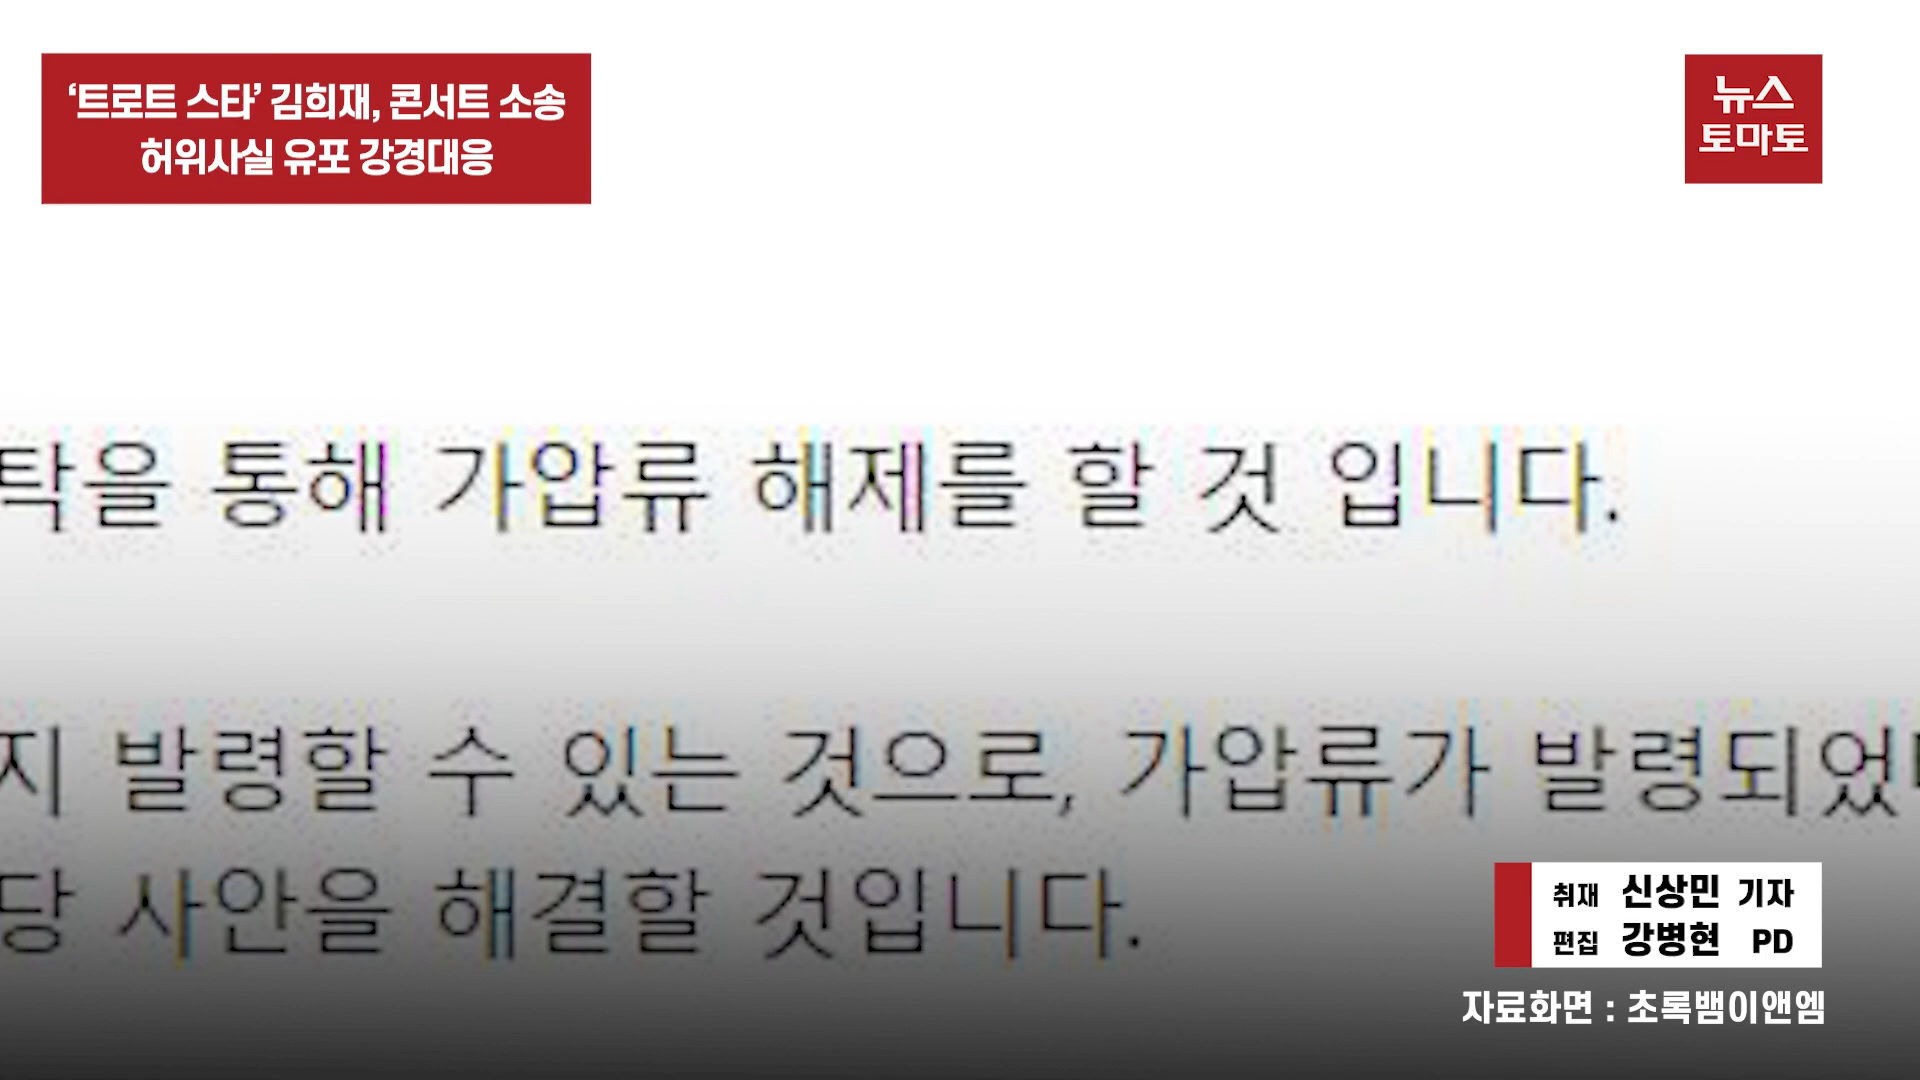 ‘트로트 스타’ 김희재, 콘서트 소송
허위사실 유포 강경대응
뉴스
토마토
탁을 통해 가압류 해제를 할 것 입니다.
지 발령할 수 있는 것으로, 가압류가 발령되었
당 사안을 해결할 것입니다.
취재 신상민 기자
편집 강병현 PD
자료화면 : 초록뱀이앤엠